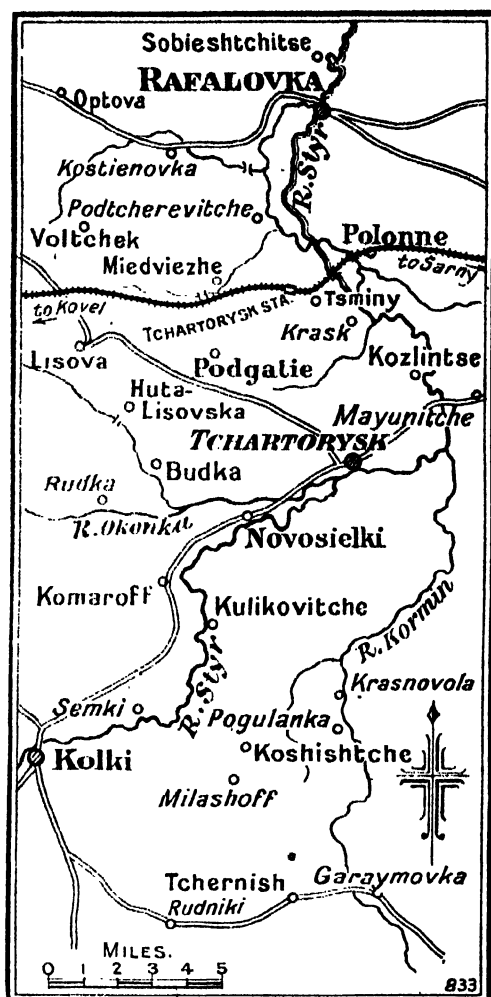 Sobieshtchitse
RAFALOVKA
Optova
R. Styr
Kostienovka
Podtcherevitche
Voltchek
Polonne
to Sarny
Miedviezhe
to Kovel
TCHARTORYSK STA.
Tsminy
Krask
Lisova
Podgatie
Kozlintse
Huta-
Lisovska
Mayunitche
TCHARTORYSK
Budka
Rudka
R. Okonka
Novosielki
Komaroff
Kulikovitche
R. Kormin
R. Styr
Krasnovola
Semki
Pogulanka
Kolki
Koshishtche
Milashoff
Tchernish
Garaymovka
Rudniki
MILES.
0 1 2 3 4 5
833